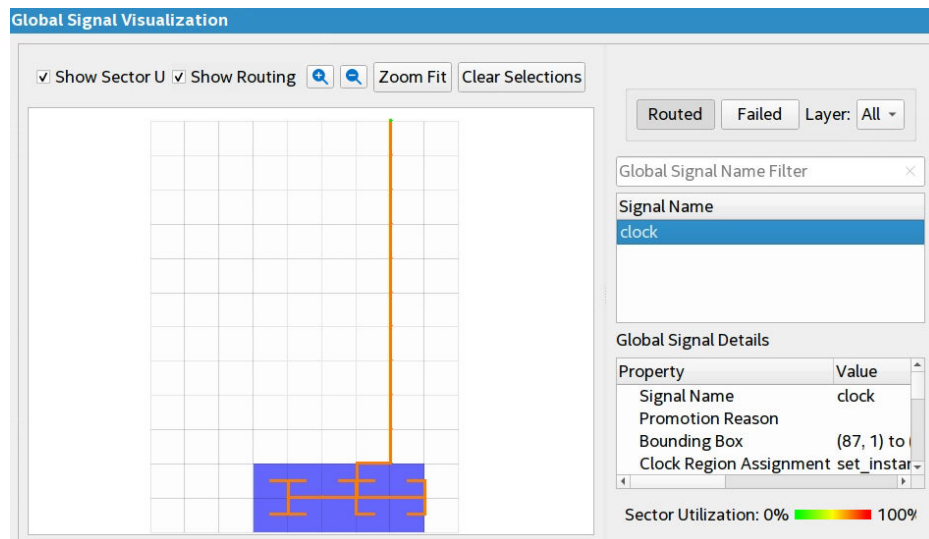 Global Signal Visualization
Show Sector U Show Routing Zoom Fit Clear Selections
Routed Failed Layer: All
Global Signal Name Filter
Signal Name
clock
Global Signal Details
Property Value
Signal Name clock
Promotion Reason
Bounding Box (87, 1) to (
Clock Region Assignment set_instar
Sector Utilization: 0% 100%